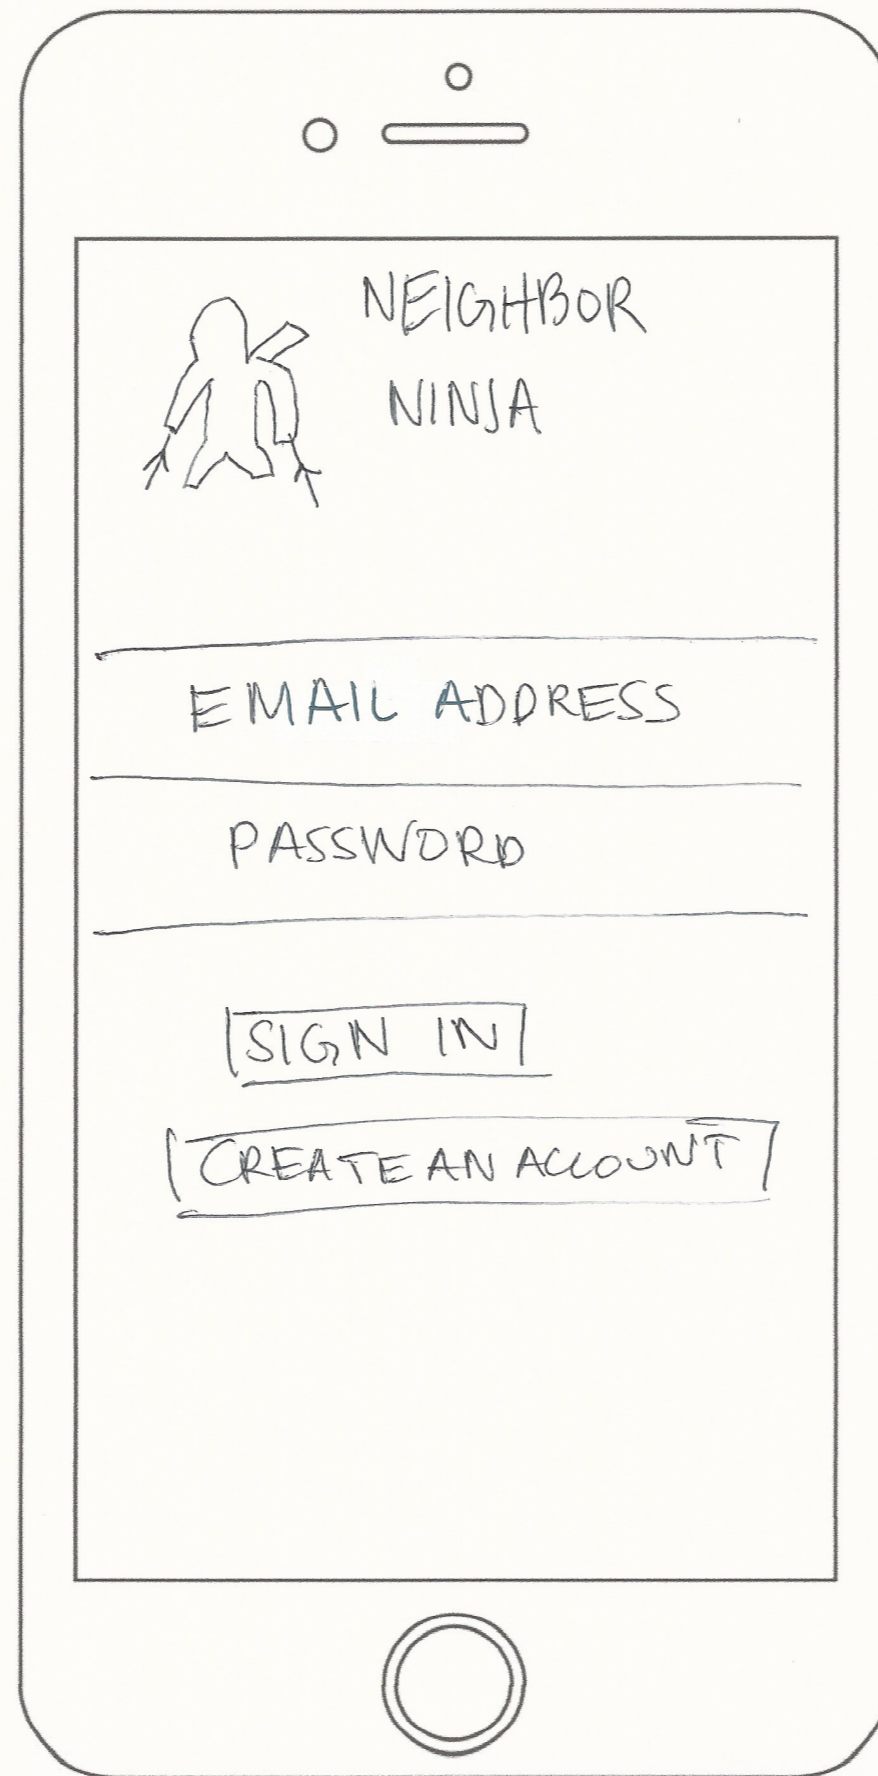 NEIGHBOR
NINJA
EMAIL ADDRESS
PASSWORD
SIGN IN
CREATE AN ACCOUNT